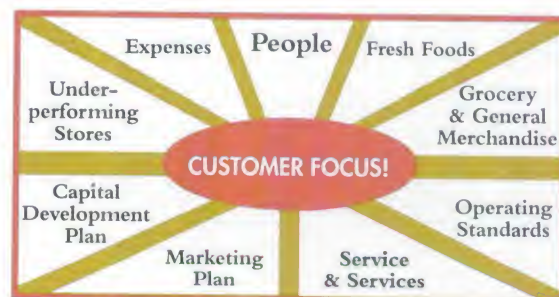 Expenses
People
Fresh Foods
Under-
performing
Stores
Grocery
& General
Merchandise
CUSTOMER FOCUS!
Capital
Development
Plan
Operating
Standards
Marketing
Plan
Service
& Services